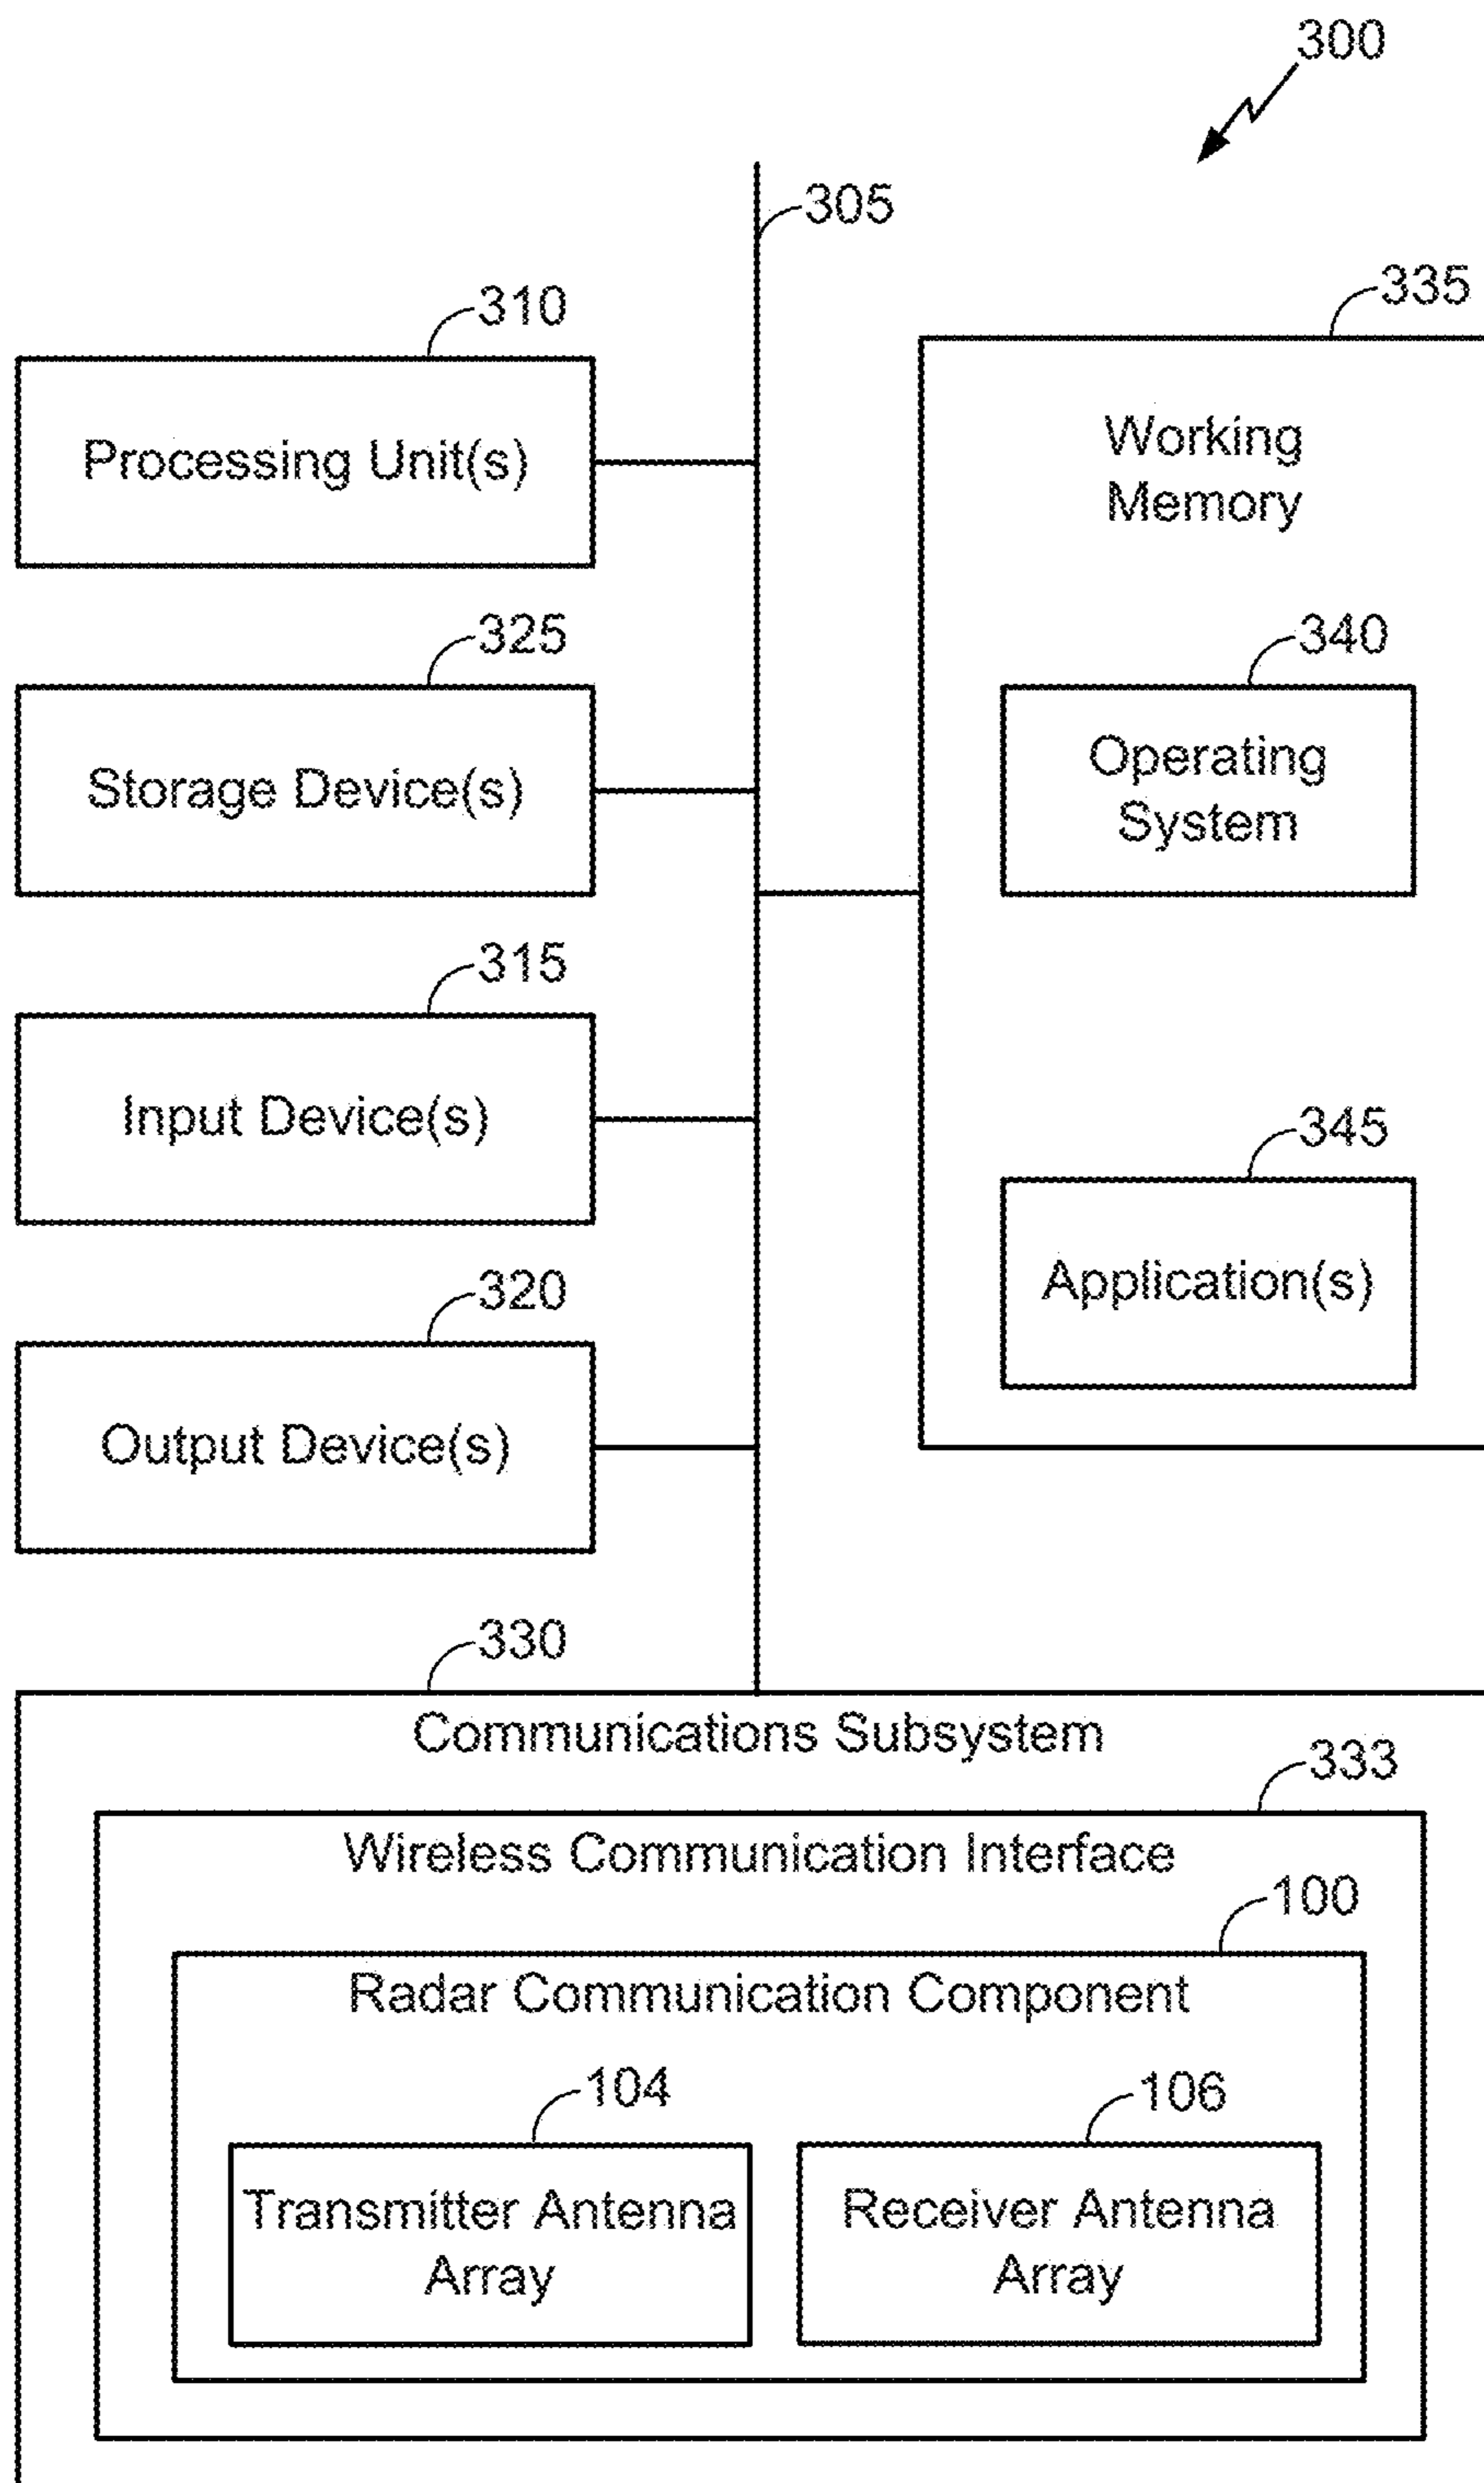 300
305
310
Processing Unit(s)
325
Storage Device(s)
315
Input Device(s)
320
Output Device(s)
335
Working
Memory
340
Operating
System
345
Application(s)
330
Communications Subsystem
333
Wireless Communication Interface
100
Radar Communication Component
104
Transmitter Antenna
Array
106
Receiver Antenna
Array